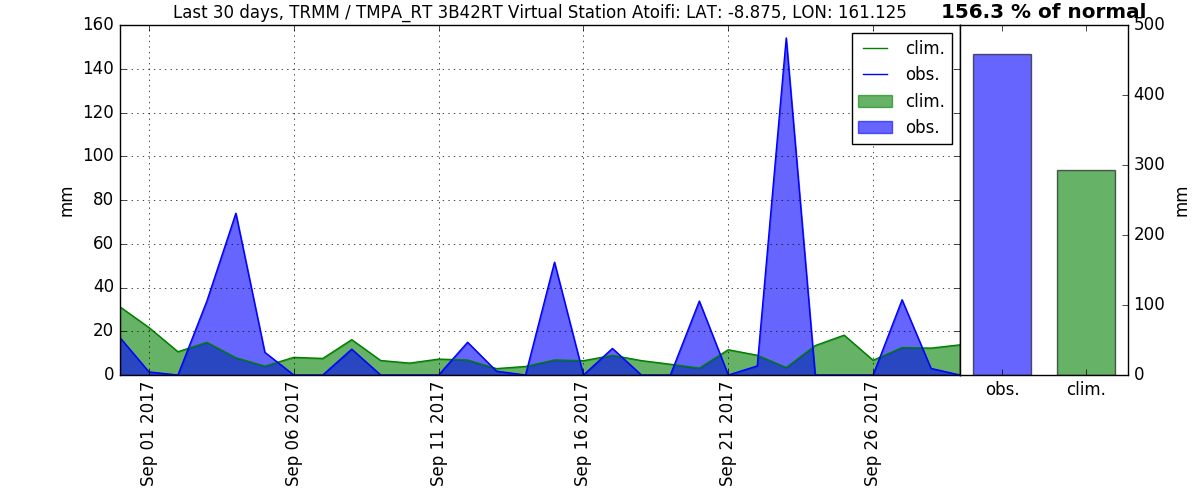 Last 30 days, TRMM / TMPA_RT 3B42RT Virtual Station Atoifi: LAT: -8.875, LON: 161.125
156.3 % of normal
160
140
120
100
80
60
40
20
0
mm
clim.
obs.
clim.
obs.
Sep 01 2017
Sep 06 2017
Sep 11 2017
Sep 16 2017
Sep 21 2017
Sep 26 2017
500
400
300
200
100
0
mm
obs.
clim.